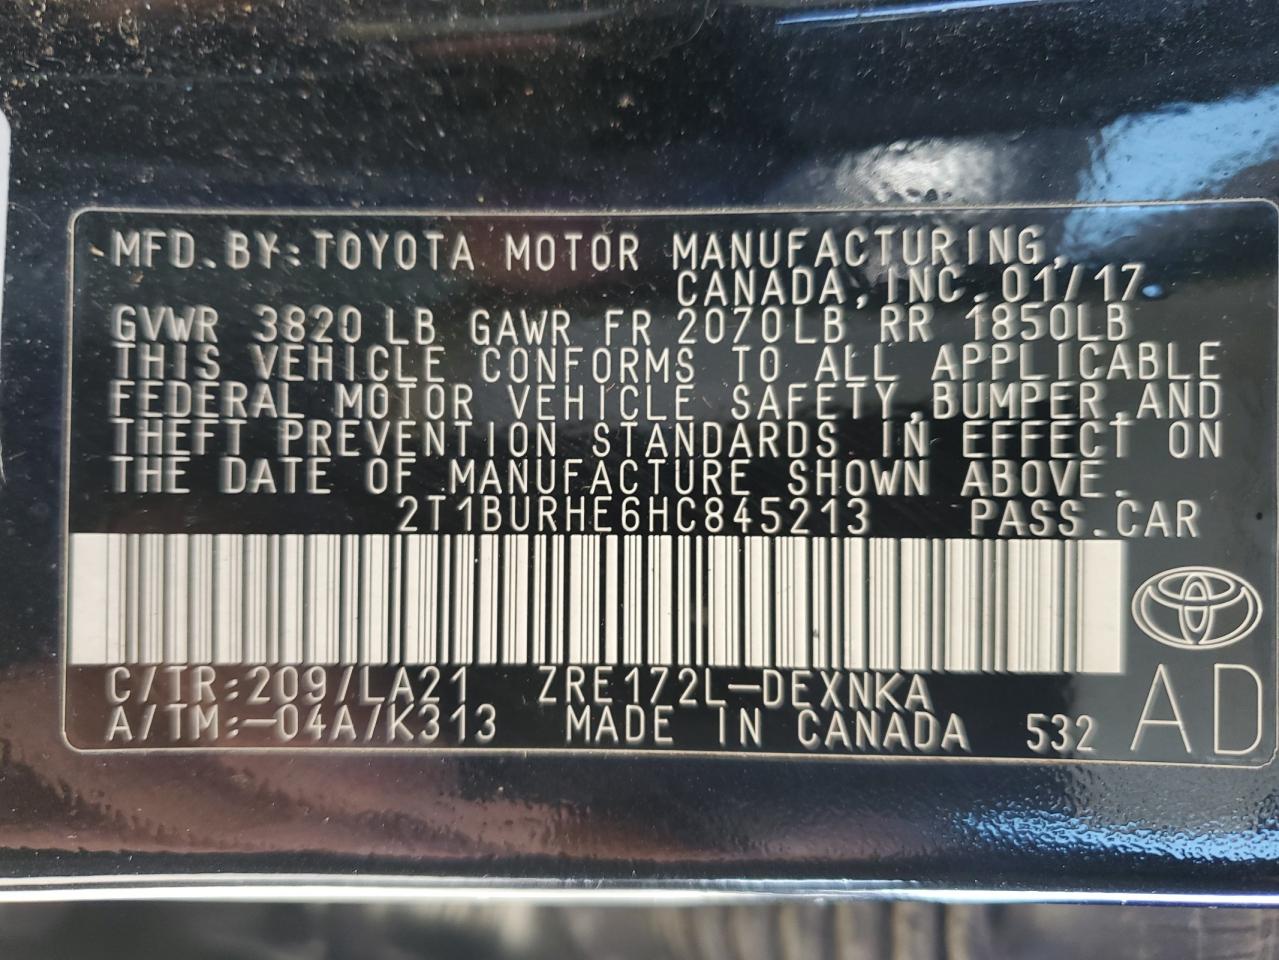 MFD. BY: TOYOTA MOTOR MANUFACTURING,
CANADA, INC. 01/17
GVWR 3820 LB GAWR FR 2070LB RR 1850LB
THIS VEHICLE CONFORMS TO ALL APPLICABLE
FEDERAL MOTOR VEHICLE SAFETY, BUMPER, AND
THEFT PREVENTION STANDARDS IN EFFECT ON
THE DATE OF MANUFACTURE SHOWN ABOVE.
2T1BURHE6HC845213 PASS. CAR
C/TR: 209/LA21 ZRE172L-DEXNKA
A/TM:-04A/K313 MADE IN CANADA 532 AD